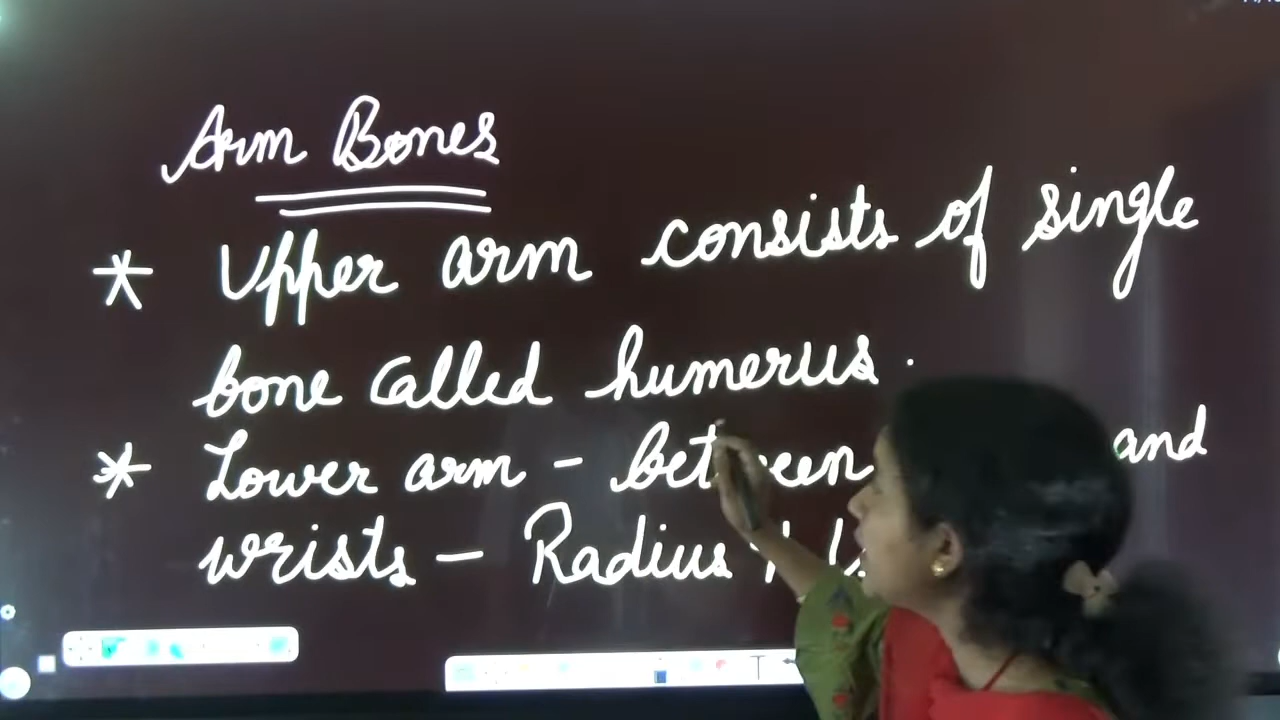 Arm Bones
* Upper arm consists of single
bone called humerus.
* Lower arm - between and
wrists - Radius